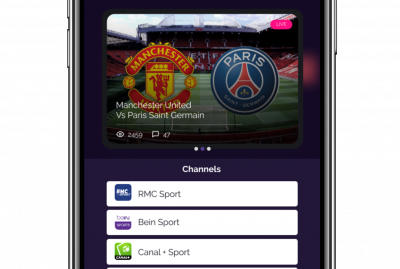 LIVE
MANCHESTER
UNITED
PARIS
SAINT-GERMAIN
Manchester United
Vs Paris Saint Germain
2459 47
Channels
RMC SPORT
RMC Sport
beIN
SPORTS
Bein Sport
CANAL+
Canal + Sport